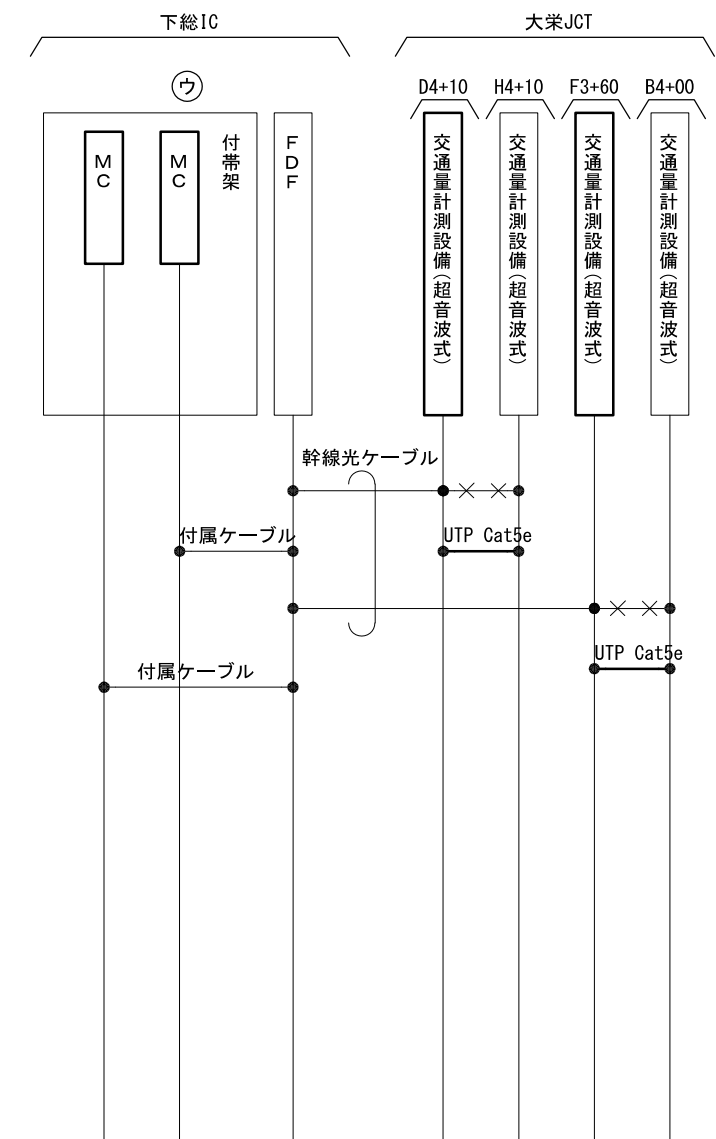 下総IC
大栄JCT
ウ
D4+10
H4+10
F3+60
B4+00
MC
MC
付帯架
FDF
交通量計測設備(超音波式)
交通量計測設備(超音波式)
交通量計測設備(超音波式)
交通量計測設備(超音波式)
幹線光ケーブル
付属ケーブル
UTP Cat5e
UTP Cat5e
付属ケーブル